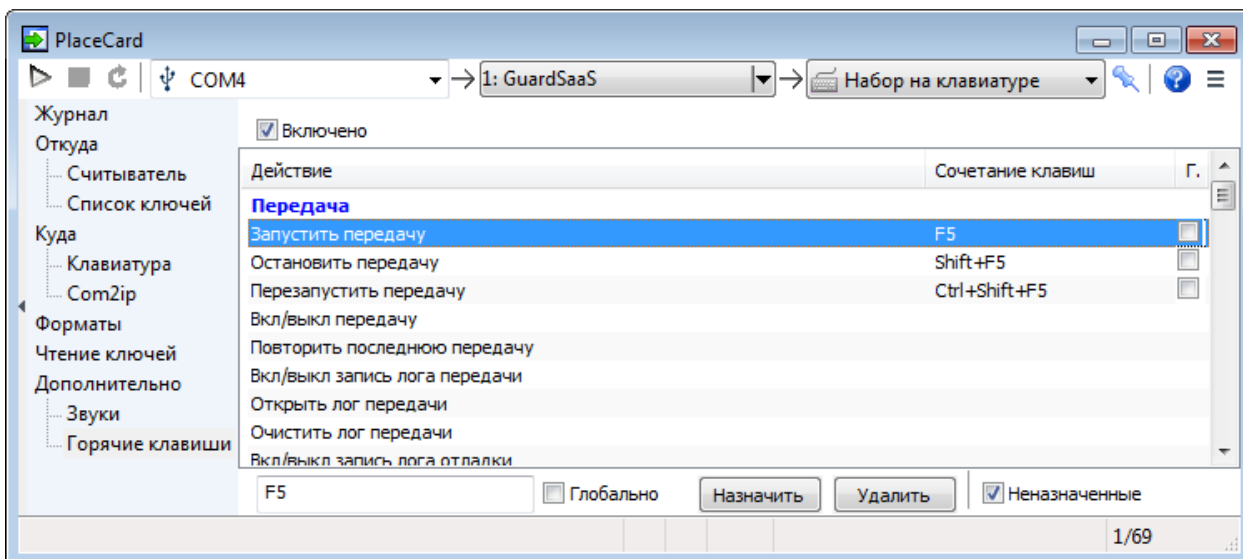 PlaceCard
COM4 1: GuardSaaS Набор на клавиатуре
Журнал
Откуда
Считыватель
Список ключей
Куда
Клавиатура
Com2ip
Форматы
Чтение ключей
Дополнительно
Звуки
Горячие клавиши
Включено
Действие Сочетание клавиш Г.
Передача
Запустить передачу F5
Остановить передачу Shift+F5
Перезапустить передачу Ctrl+Shift+F5
Вкл/выкл передачу
Повторить последнюю передачу
Вкл/выкл запись лога передачи
Открыть лог передачи
Очистить лог передачи
Вкл/выкл запись лога отладки
F5 Глобально Назначить Удалить Неназначенные
1/69